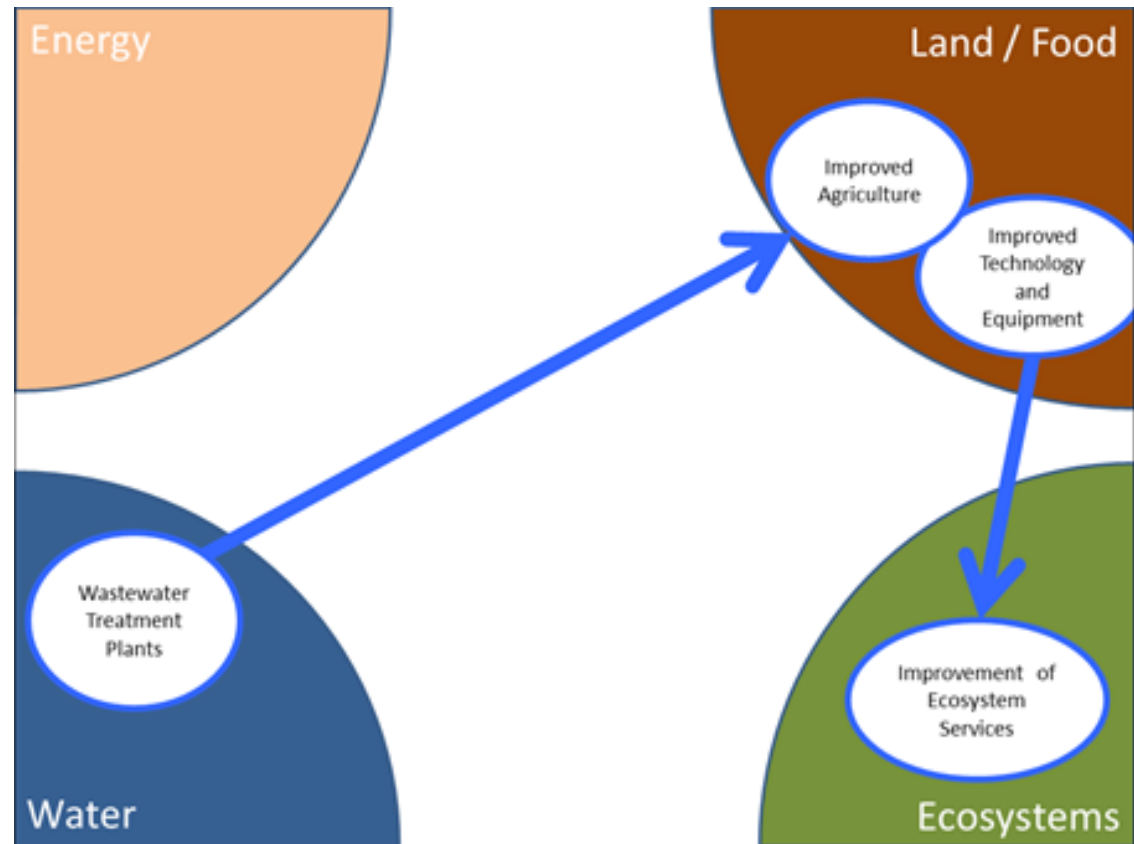 Energy
Land / Food
Improved
Agriculture
Improved
Technology
and
Equipment
Wastewater
Treatment
Plants
Improvement of
Ecosystem
Services
Water
Ecosystems